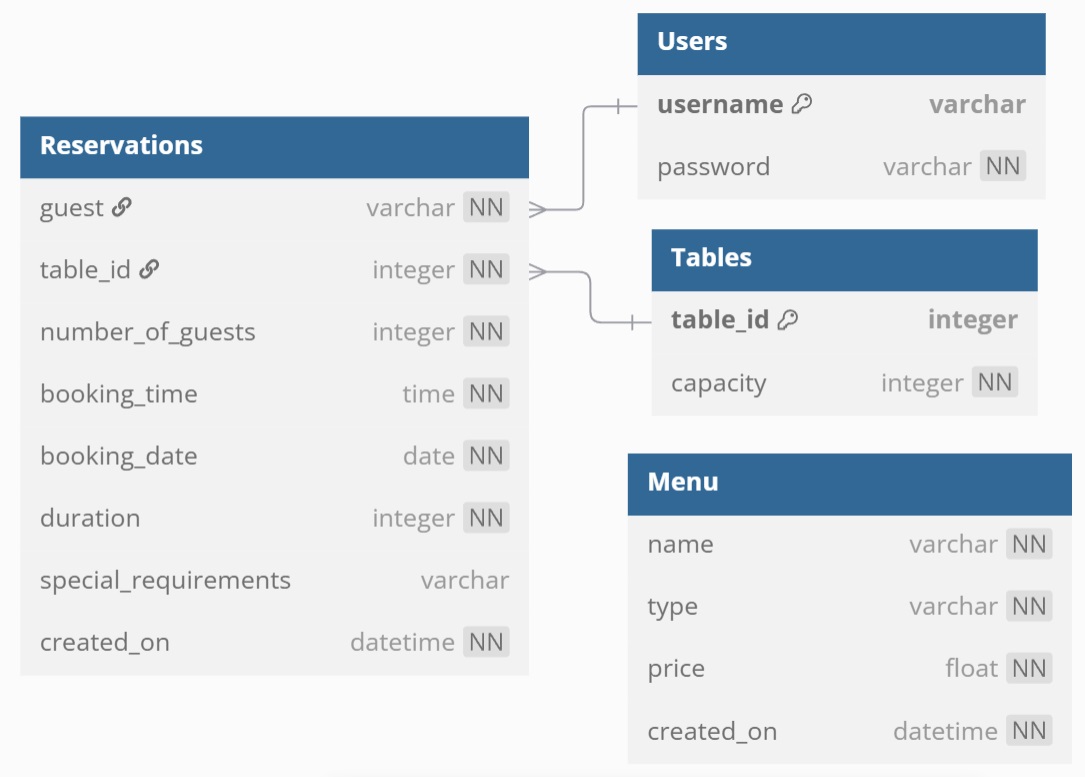 Reservations
guest varchar NN
table_id integer NN
number_of_guests integer NN
booking_time time NN
booking_date date NN
duration integer NN
special_requirements varchar
created_on datetime NN
Users
username varchar
password varchar NN
Tables
table_id integer
capacity integer NN
Menu
name varchar NN
type varchar NN
price float NN
created_on datetime NN